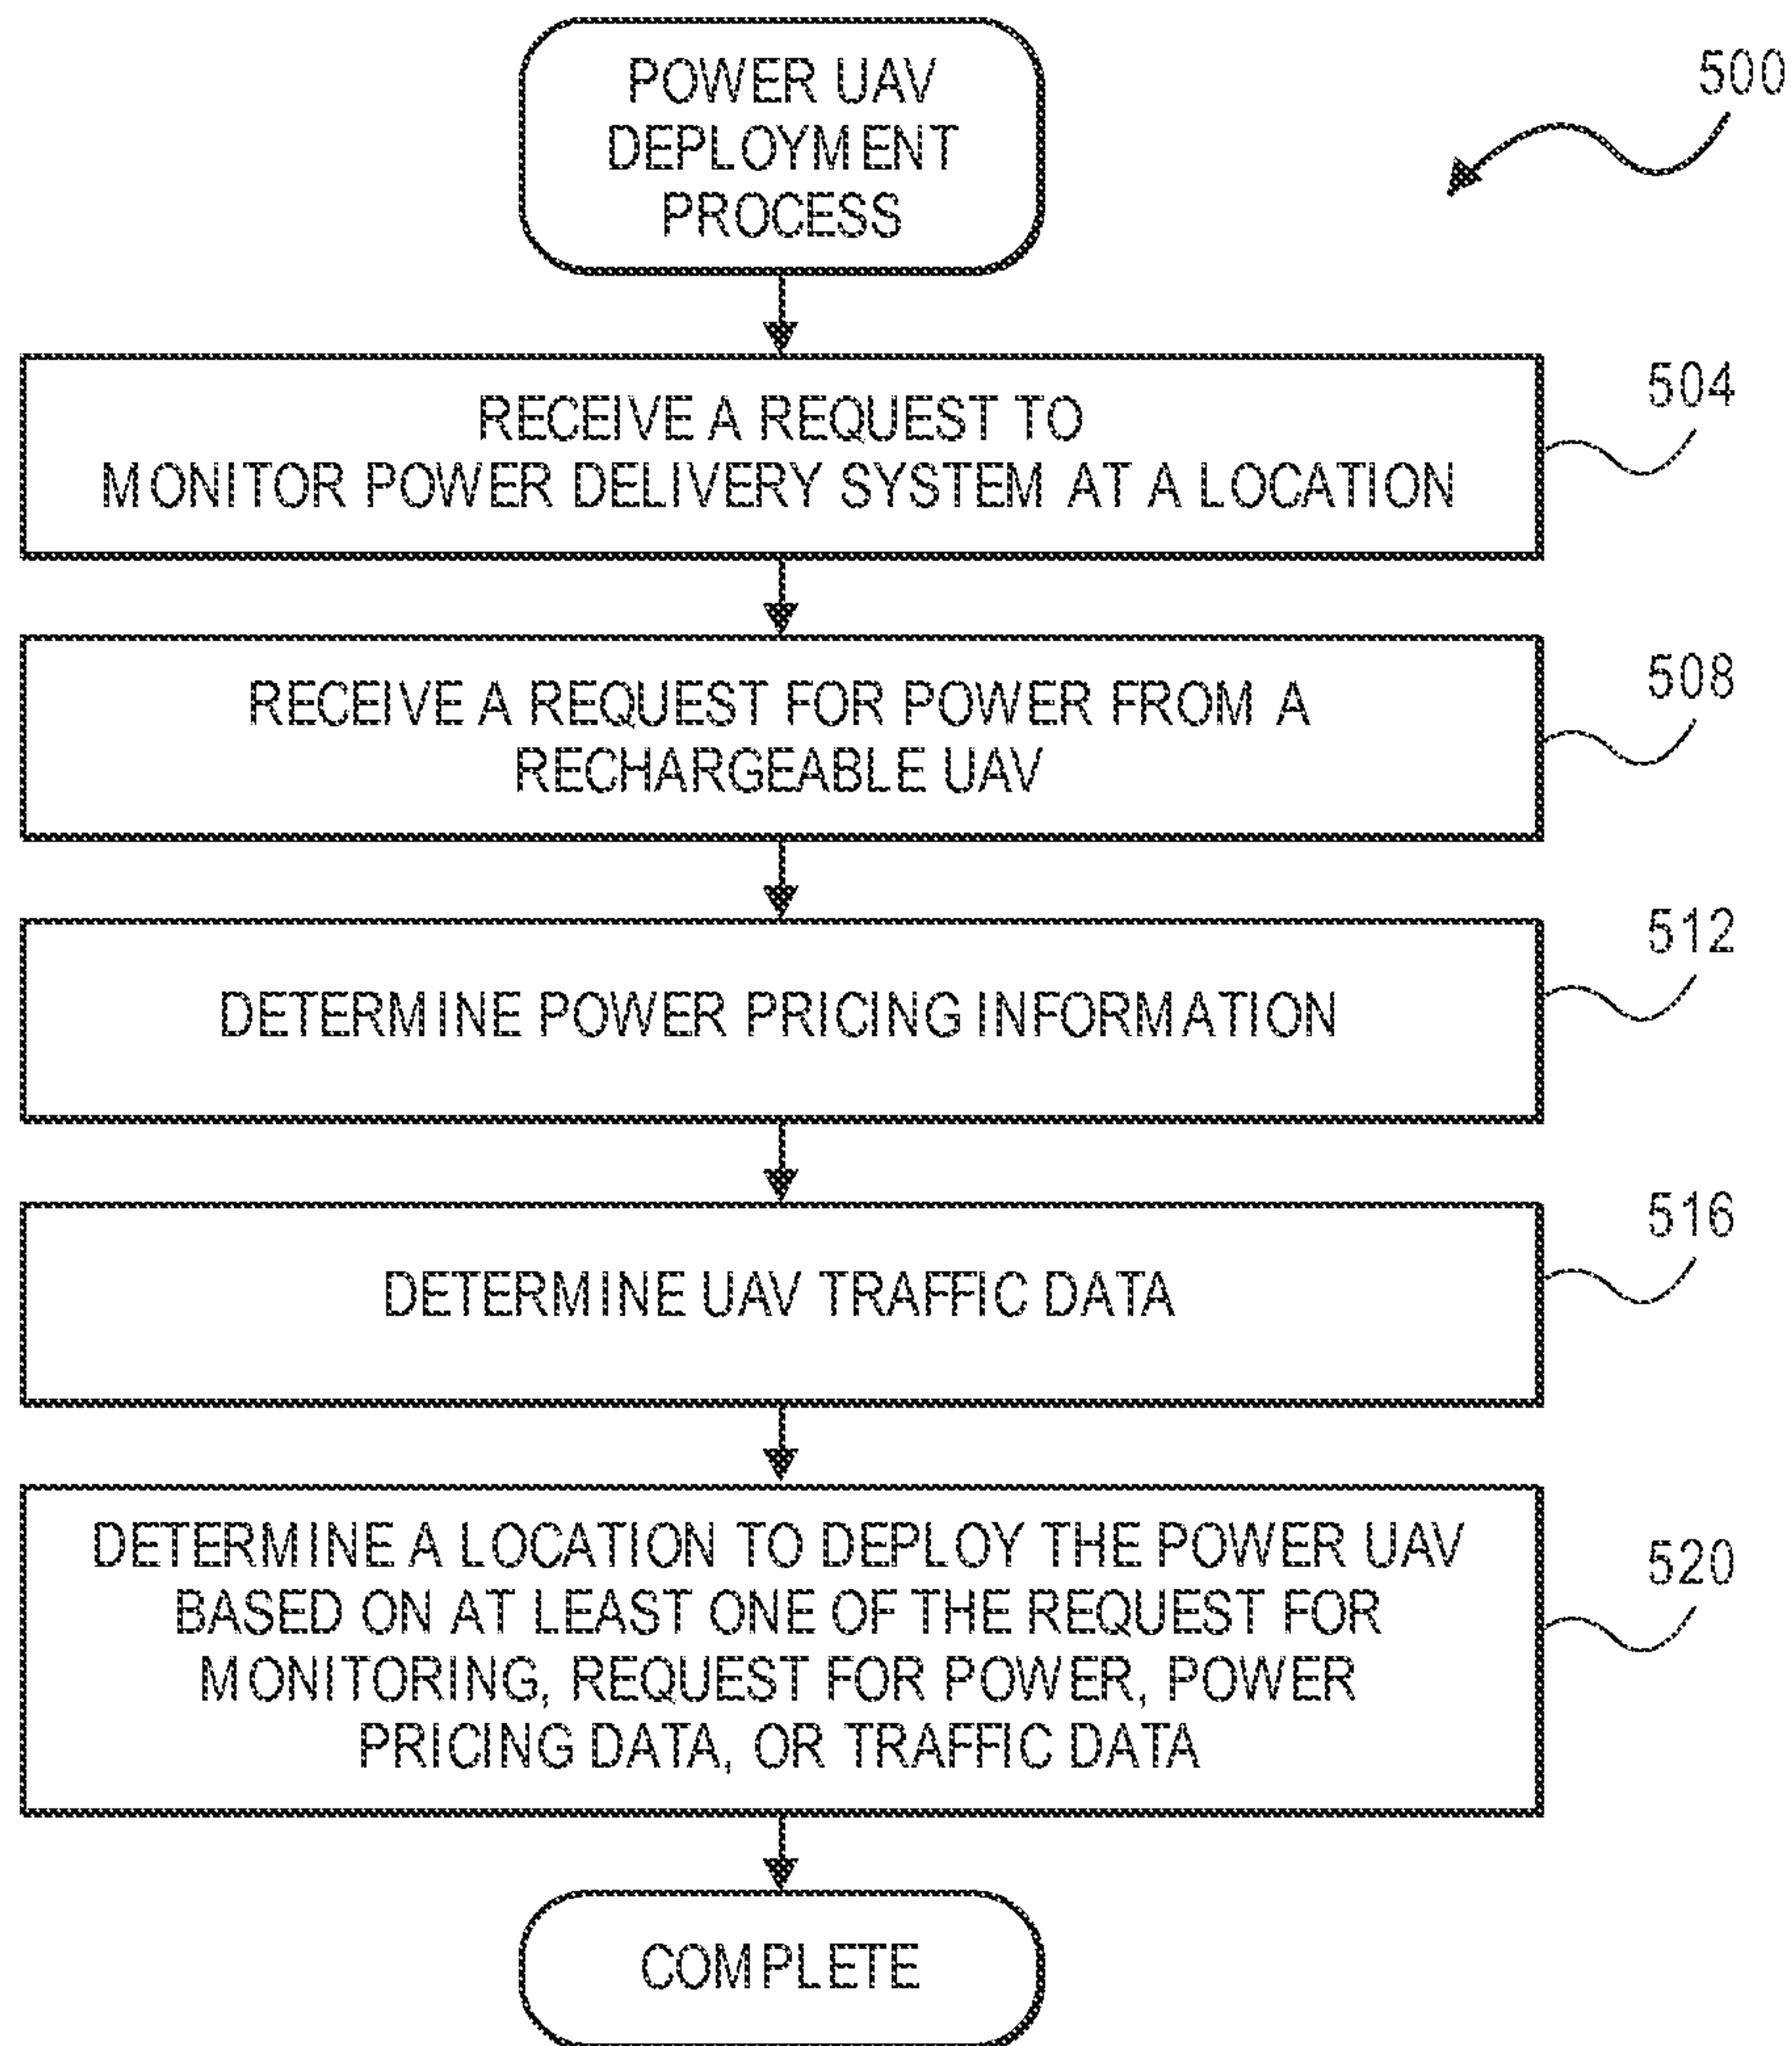 POWER UAV
DEPLOYMENT
PROCESS
500
RECEIVE A REQUEST TO
MONITOR POWER DELIVERY SYSTEM AT A LOCATION
504
RECEIVE A REQUEST FOR POWER FROM A
RECHARGEABLE UAV
508
DETERMINE POWER PRICING INFORMATION
512
DETERMINE UAV TRAFFIC DATA
516
DETERMINE A LOCATION TO DEPLOY THE POWER UAV
BASED ON AT LEAST ONE OF THE REQUEST FOR
MONITORING, REQUEST FOR POWER, POWER
PRICING DATA, OR TRAFFIC DATA
520
COMPLETE